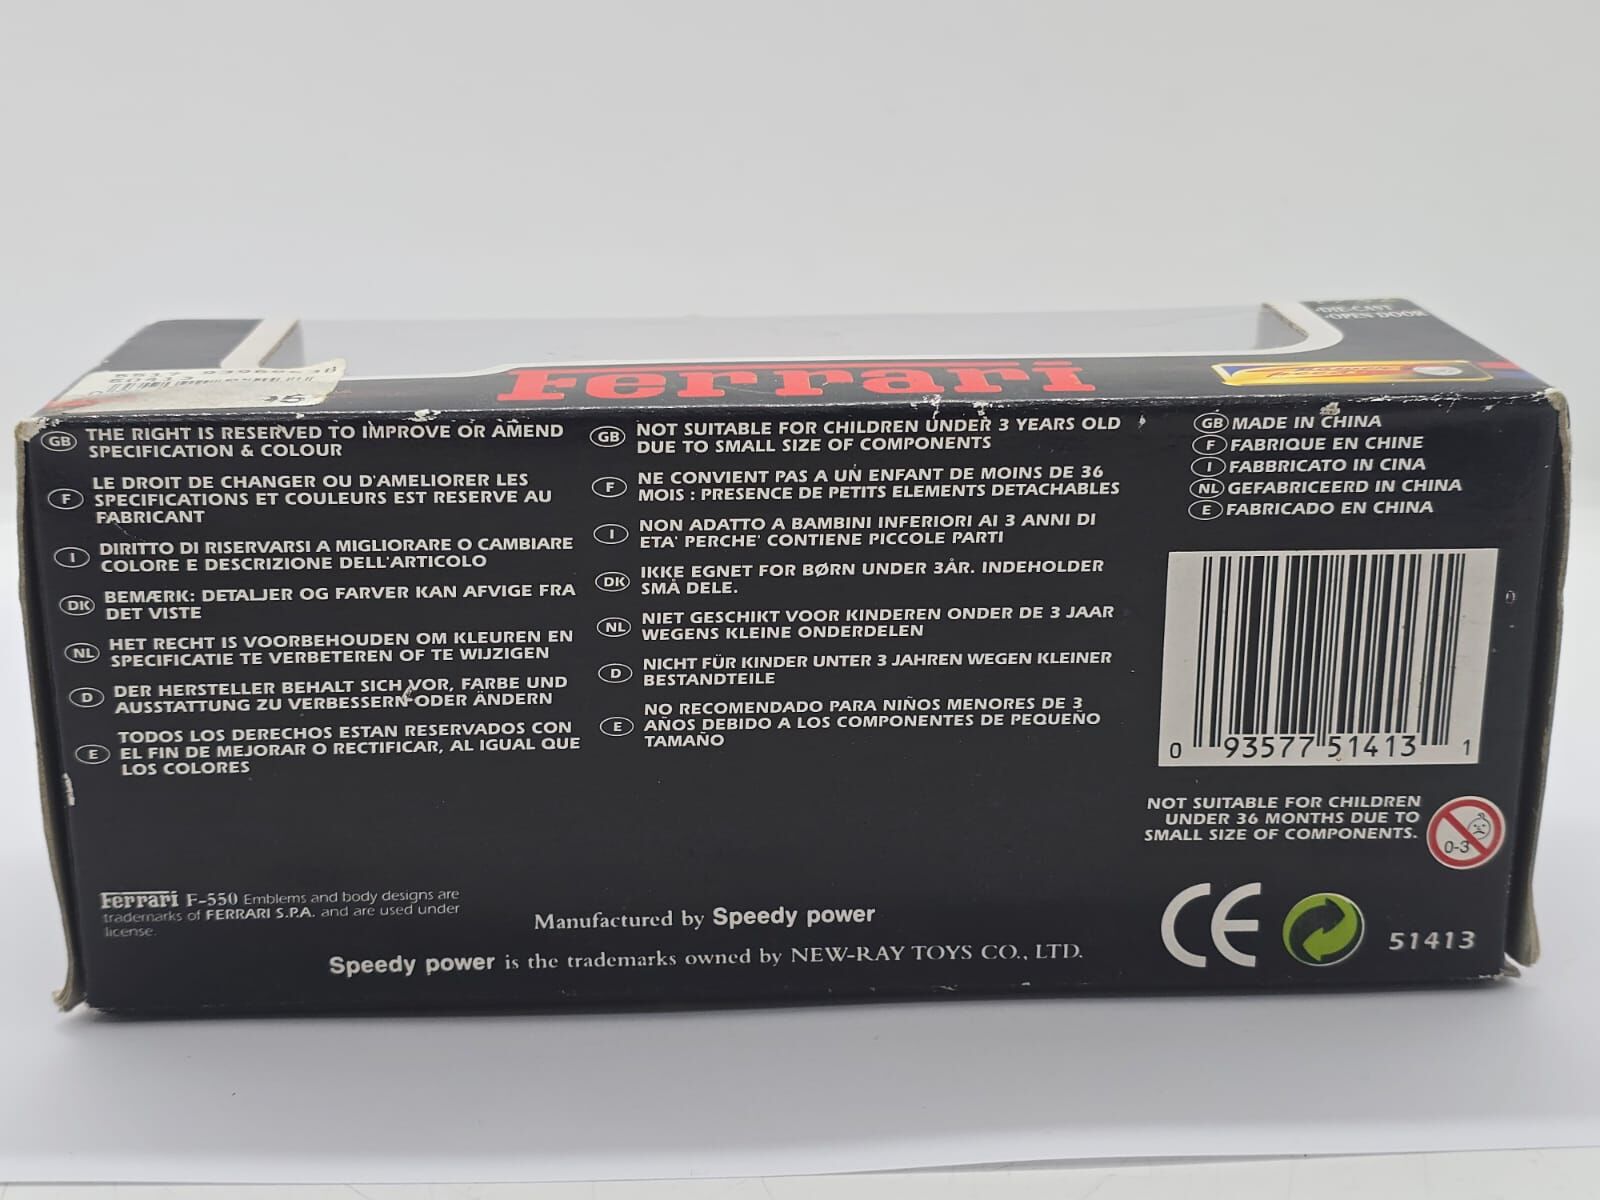 DIE-CAST
OPEN DOOR
Ferrari
GB THE RIGHT IS RESERVED TO IMPROVE OR AMEND
SPECIFICATION & COLOUR
F LE DROIT DE CHANGER OU D'AMELIORER LES
SPECIFICATIONS ET COULEURS EST RESERVE AU
FABRICANT
I DIRITTO DI RISERVARSI A MIGLIORARE O CAMBIARE
COLORE E DESCRIZIONE DELL'ARTICOLO
DK BEMÆRK: DETALJER OG FARVER KAN AFVIGE FRA
DET VISTE
NL HET RECHT IS VOORBEHOUDEN OM KLEUREN EN
SPECIFICATIE TE VERBETEREN OF TE WIJZIGEN
D DER HERSTELLER BEHALT SICH VOR, FARBE UND
AUSSTATTUNG ZU VERBESSERN ODER ÄNDERN
E TODOS LOS DERECHOS ESTAN RESERVADOS CON
EL FIN DE MEJORAR O RECTIFICAR, AL IGUAL QUE
LOS COLORES
GB NOT SUITABLE FOR CHILDREN UNDER 3 YEARS OLD
DUE TO SMALL SIZE OF COMPONENTS
F NE CONVIENT PAS A UN ENFANT DE MOINS DE 36
MOIS : PRESENCE DE PETITS ELEMENTS DETACHABLES
I NON ADATTO A BAMBINI INFERIORI AI 3 ANNI DI
ETA' PERCHE' CONTIENE PICCOLE PARTI
DK IKKE EGNET FOR BØRN UNDER 3ÅR. INDEHOLDER
SMÅ DELE.
NL NIET GESCHIKT VOOR KINDEREN ONDER DE 3 JAAR
WEGENS KLEINE ONDERDELEN
D NICHT FÜR KINDER UNTER 3 JAHREN WEGEN KLEINER
BESTANDTEILE
E NO RECOMENDADO PARA NIÑOS MENORES DE 3
AÑOS DEBIDO A LOS COMPONENTES DE PEQUEÑO
TAMAÑO
GB MADE IN CHINA
F FABRIQUE EN CHINE
I FABBRICATO IN CINA
NL GEFABRICEERD IN CHINA
E FABRICADO EN CHINA
0 93577 51413 1
NOT SUITABLE FOR CHILDREN
UNDER 36 MONTHS DUE TO
SMALL SIZE OF COMPONENTS.
0-3
Ferrari F-550 Emblems and body designs are
trademarks of FERRARI S.P.A. and are used under
license.
Manufactured by Speedy power
Speedy power is the trademarks owned by NEW-RAY TOYS CO., LTD.
CE
51413